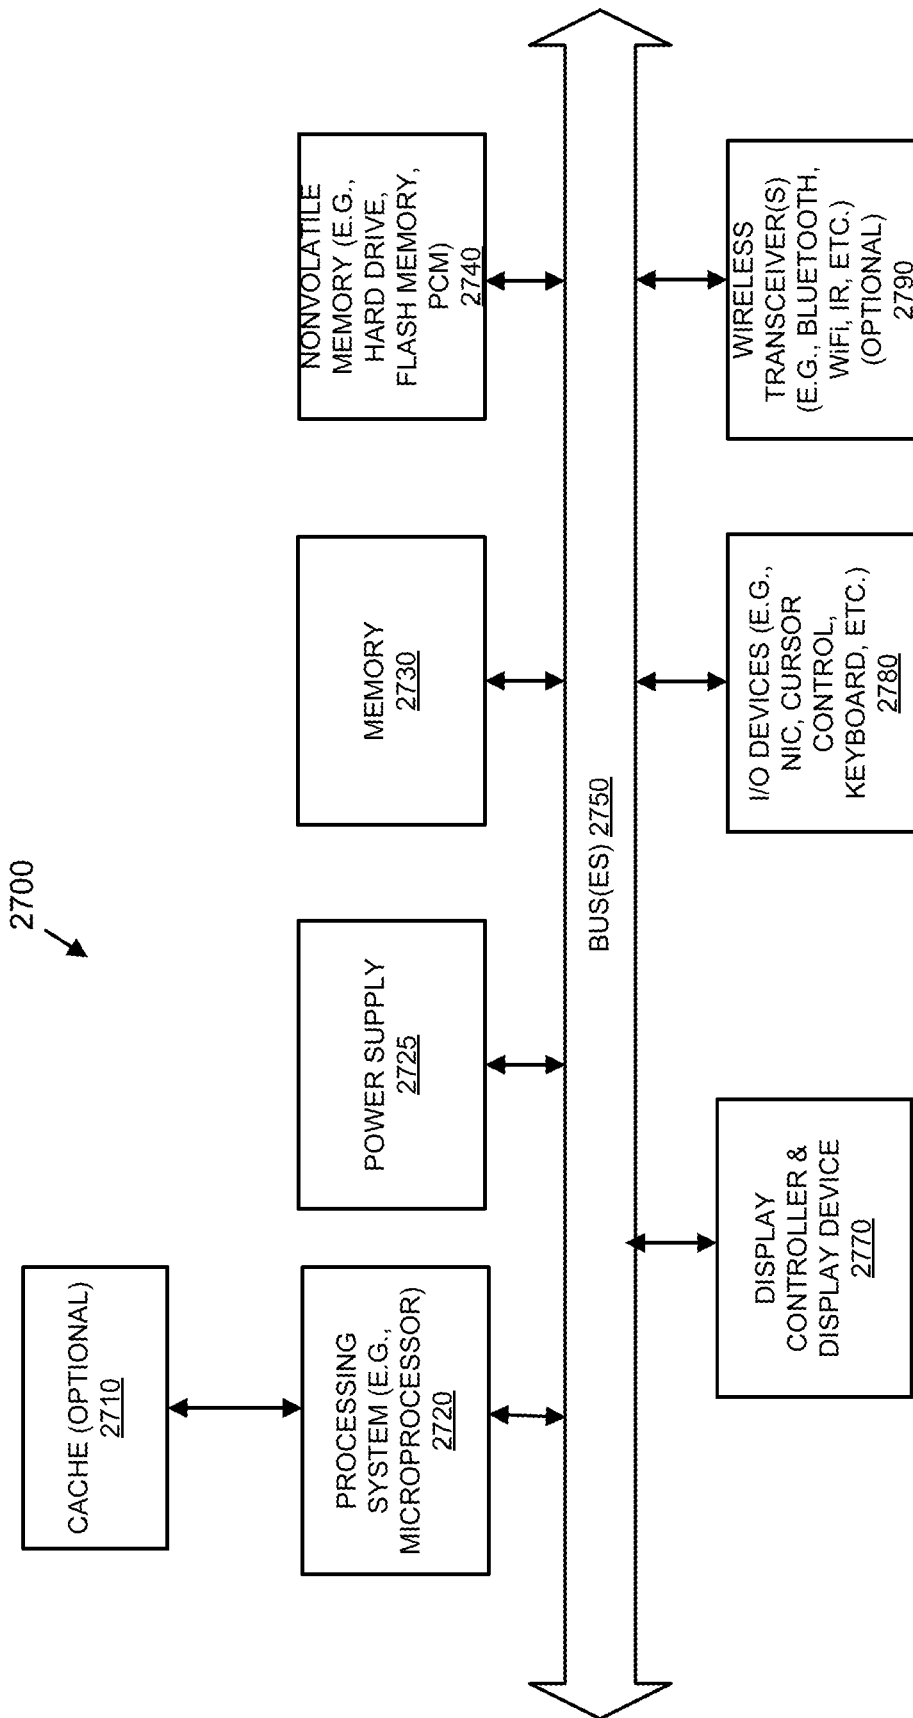 2700
CACHE (OPTIONAL)
2710
PROCESSING
SYSTEM (E.G.,
MICROPROCESSOR)
2720
POWER SUPPLY
2725
MEMORY
2730
NONVOLATILE
MEMORY (E.G.,
HARD DRIVE,
FLASH MEMORY,
PCM)
2740
BUS(ES) 2750
DISPLAY
CONTROLLER &
DISPLAY DEVICE
2770
I/O DEVICES (E.G.,
NIC, CURSOR
CONTROL,
KEYBOARD, ETC.)
2780
WIRELESS
TRANSCEIVER(S)
(E.G., BLUETOOTH,
WiFi, IR, ETC.)
(OPTIONAL)
2790